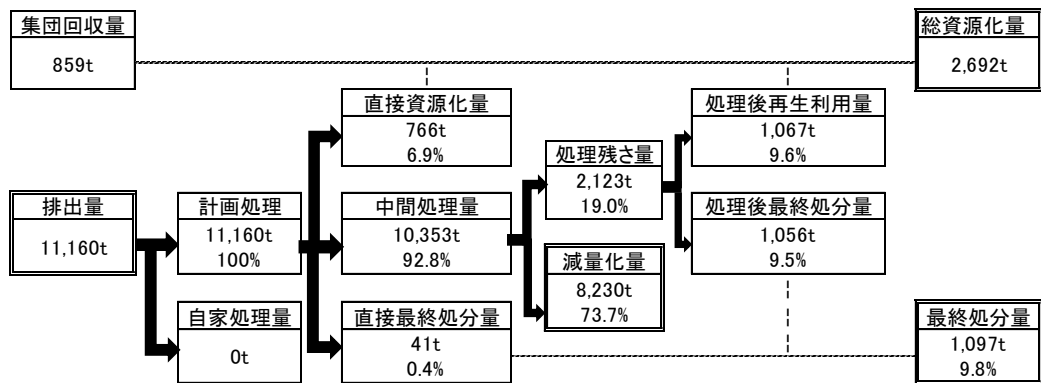 集団回収量
859t
総資源化量
2,692t
直接資源化量
766t
6.9%
処理後再生利用量
1,067t
9.6%
処理残さ量
2,123t
19.0%
排出量
11,160t
計画処理
11,160t
100%
中間処理量
10,353t
92.8%
処理後最終処分量
1,056t
9.5%
減量化量
8,230t
73.7%
自家処理量
0t
直接最終処分量
41t
0.4%
最終処分量
1,097t
9.8%